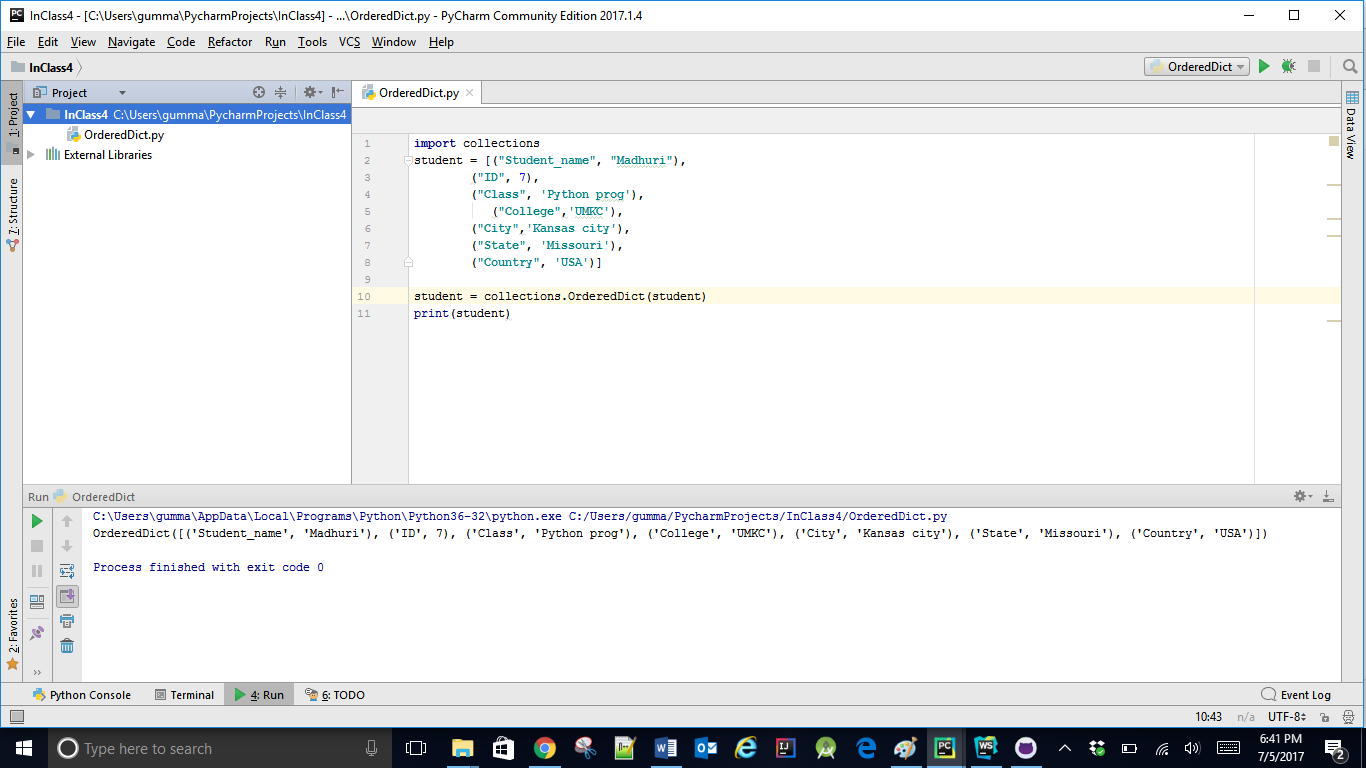 InClass4 - [C:\Users\gumma\PycharmProjects\InClass4] - ...\OrderedDict.py - PyCharm Community Edition 2017.1.4
File Edit View Navigate Code Refactor Run Tools VCS Window Help
InClass4
OrderedDict
1: Project
7: Structure
2: Favorites
Project
InClass4 C:\Users\gumma\PycharmProjects\InClass4
OrderedDict.py
External Libraries
OrderedDict.py
Data View
1 import collections
2 student = [("Student_name", "Madhuri"),
3 ("ID", 7),
4 ("Class", 'Python prog'),
5 ("College",'UMKC'),
6 ("City",'Kansas city'),
7 ("State", 'Missouri'),
8 ("Country", 'USA')]
9
10 student = collections.OrderedDict(student)
11 print(student)
Run OrderedDict
C:\Users\gumma\AppData\Local\Programs\Python\Python36-32\python.exe C:/Users/gumma/PycharmProjects/InClass4/OrderedDict.py
OrderedDict([('Student_name', 'Madhuri'), ('ID', 7), ('Class', 'Python prog'), ('College', 'UMKC'), ('City', 'Kansas city'), ('State', 'Missouri'), ('Country', 'USA')])
Process finished with exit code 0
Python Console Terminal 4: Run 6: TODO Event Log
10:43 n/a UTF-8
Type here to search
6:41 PM
7/5/2017
2